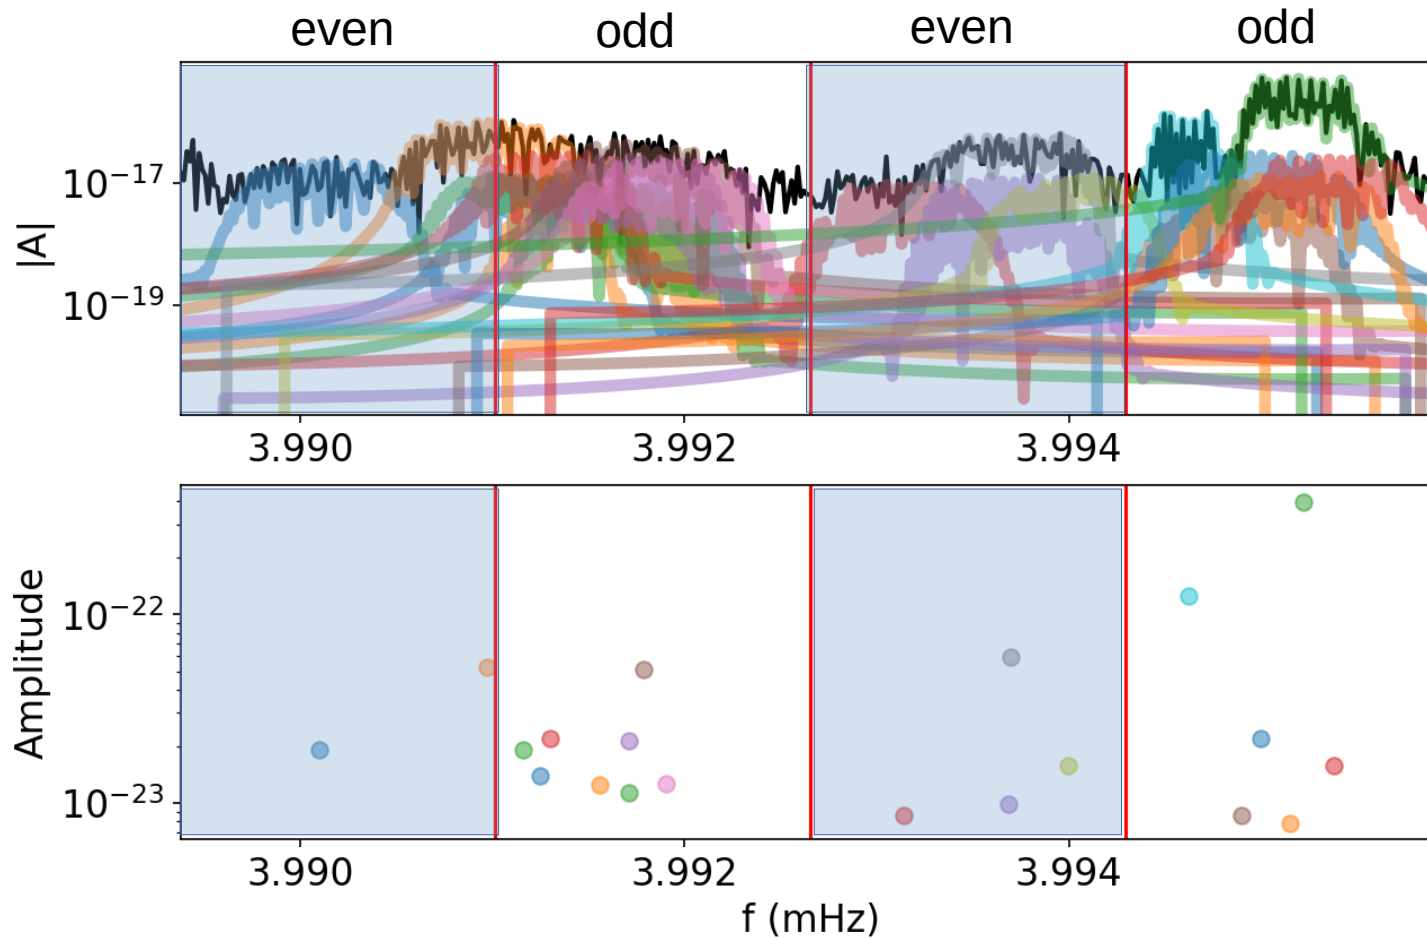 even odd even odd
|A|
10⁻¹⁷
10⁻¹⁹
3.990 3.992 3.994
Amplitude
10⁻²²
10⁻²³
3.990 3.992 3.994
f (mHz)